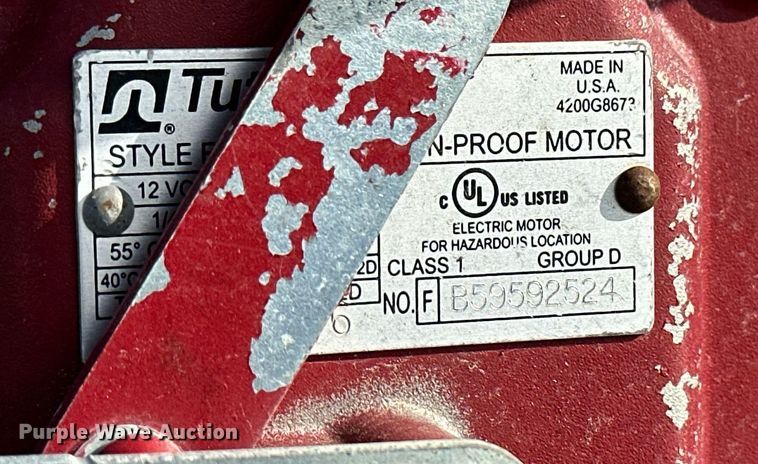 MADE IN
U.S.A.
4200G8673
Tu
®
STYLE
N-PROOF MOTOR
12 VO
C UL US LISTED
ELECTRIC MOTOR
FOR HAZARDOUS LOCATION
55°
40°C
2D
CLASS 1 GROUP D
D
NO. F B59592524
Purple Wave Auction